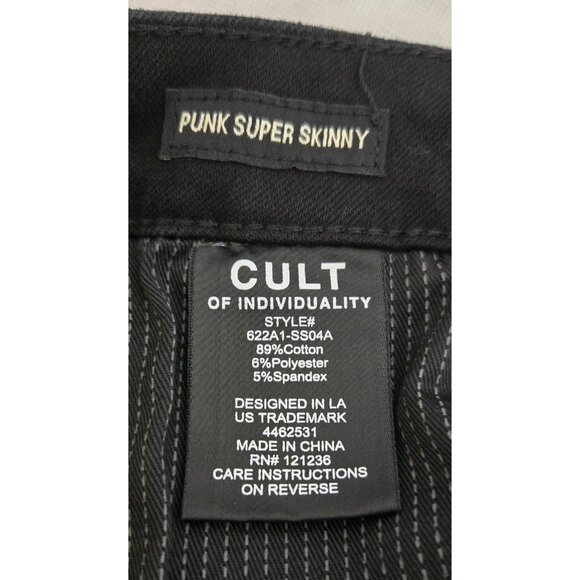 PUNK SUPER SKINNY
CULT
OF INDIVIDUALITY
STYLE#
622A1-SS04A
89%Cotton
6%Polyester
5%Spandex
DESIGNED IN LA
US TRADEMARK
4462531
MADE IN CHINA
RN# 121236
CARE INSTRUCTIONS
ON REVERSE